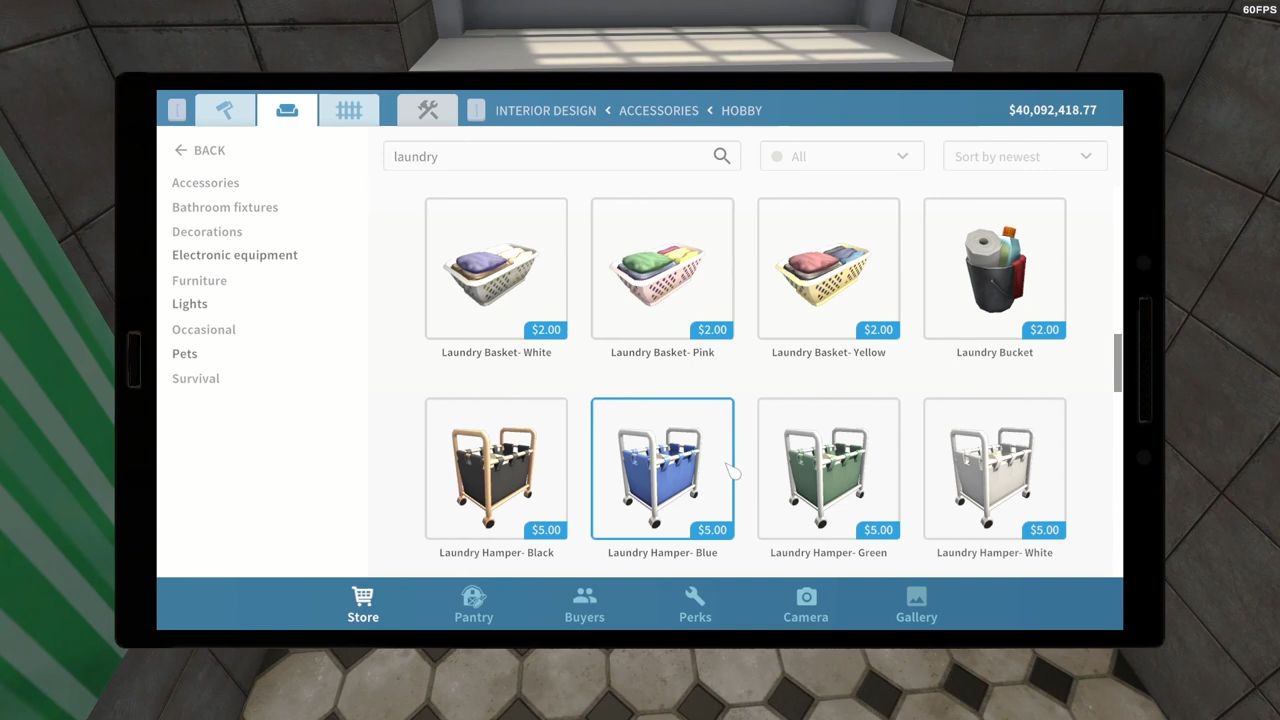 60FPS
INTERIOR DESIGN < ACCESSORIES < HOBBY
$40,092,418.77
BACK
laundry
All
Sort by newest
Accessories
Bathroom fixtures
Decorations
Electronic equipment
Furniture
Lights
Occasional
Pets
Survival
$2.00
$2.00
$2.00
$2.00
Laundry Basket- White
Laundry Basket- Pink
Laundry Basket- Yellow
Laundry Bucket
$5.00
$5.00
$5.00
$5.00
Laundry Hamper- Black
Laundry Hamper- Blue
Laundry Hamper- Green
Laundry Hamper- White
Store
Pantry
Buyers
Perks
Camera
Gallery